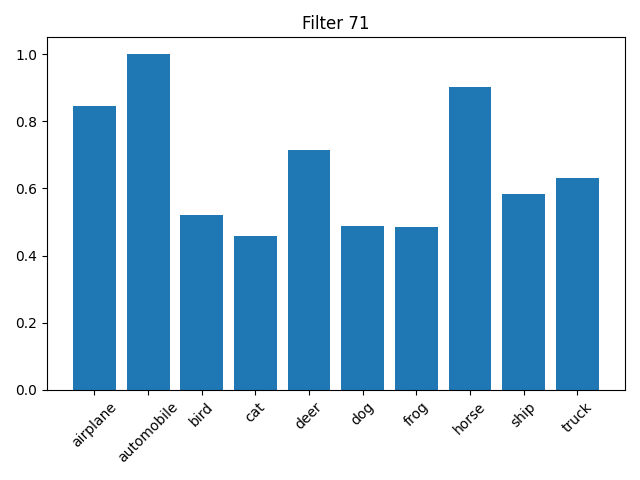 Filter 71
1.0
0.8
0.6
0.4
0.2
0.0
airplane
automobile
bird
cat
deer
dog
frog
horse
ship
truck